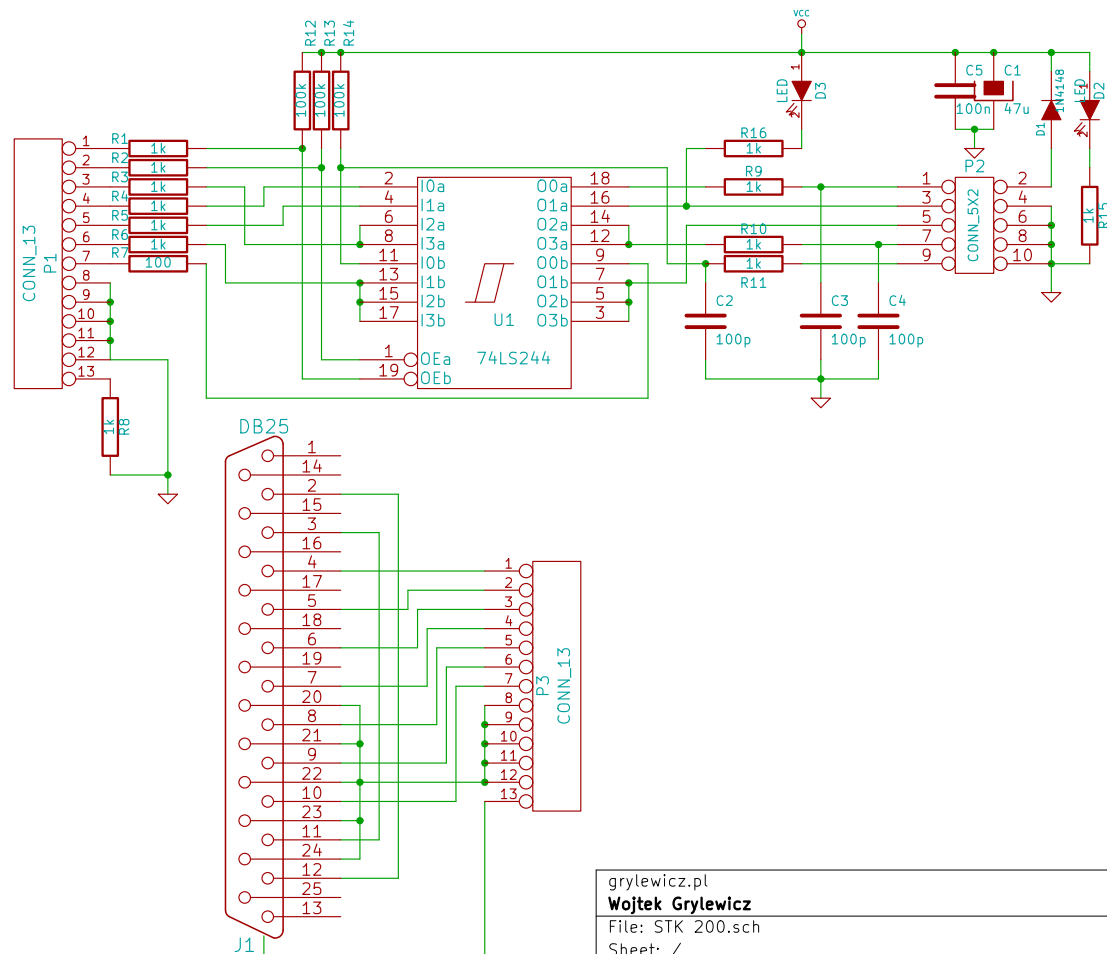 vcc
R12
R13
R14
100k
100k
100k
1
LED
D3
2
C5
100n
C1
47u
1N4148
D1
1
LED
D2
2
1k
R15
CONN_13
P1
1
2
3
4
5
6
7
8
9
10
11
12
13
R1
1k
R2
1k
R3
1k
R4
1k
R5
1k
R6
1k
R7
100
1k
R8
2 I0a
4 I1a
6 I2a
8 I3a
11 I0b
13 I1b
15 I2b
17 I3b
1 OEa
19 OEb
O0a 18
O1a 16
O2a 14
O3a 12
O0b 9
O1b 7
O2b 5
O3b 3
U1
74LS244
R16
1k
R9
1k
R10
1k
1k
R11
C2
100p
C3
100p
C4
100p
P2
CONN_5X2
1
2
3
4
5
6
7
8
9
10
DB25
1
14
2
15
3
16
4
17
5
18
6
19
7
20
8
21
9
22
10
23
11
24
12
25
13
J1
1
2
3
4
5
6
7
8
9
10
11
12
13
P3
CONN_13
grylewicz.pl
Wojtek Grylewicz
File: STK 200.sch
Sheet: /